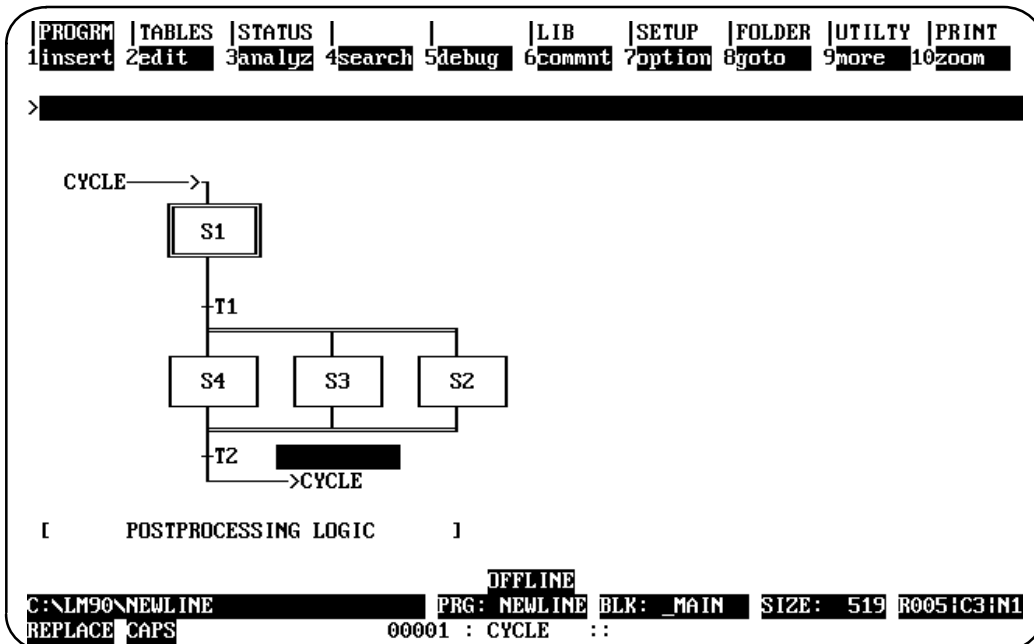 |PROGRM |TABLES |STATUS | | |LIB |SETUP |FOLDER |UTILTY |PRINT
1insert 2edit 3analyz 4search 5debug 6commnt 7option 8goto 9more 10zoom
>
CYCLE
S1
T1
S4 S3 S2
T2
>CYCLE
[ POSTPROCESSING LOGIC ]
OFFLINE
C:\LM90\NEWLINE PRG: NEWLINE BLK: _MAIN SIZE: 519 R005|C3|N1
REPLACE CAPS 00001 : CYCLE ::